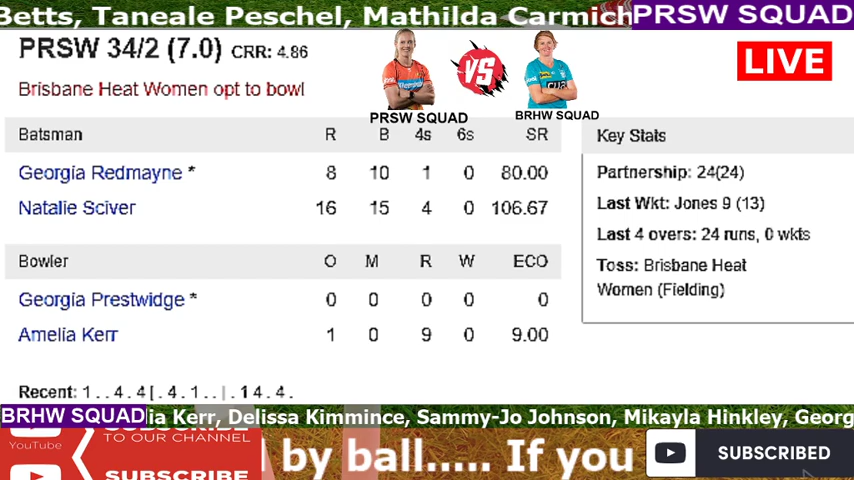 Betts, Taneale Peschel, Mathilda Carmich PRSW SQUAD
PRSW 34/2 (7.0) CRR: 4.86
VS
LIVE
Brisbane Heat Women opt to bowl
PRSW SQUAD
BRHW SQUAD
Batsman R B 4s 6s SR
Georgia Redmayne * 8 10 1 0 80.00
Natalie Sciver 16 15 4 0 106.67
Bowler O M R W ECO
Georgia Prestwidge * 0 0 0 0 0
Amelia Kerr 1 0 9 0 9.00
Key Stats
Partnership: 24(24)
Last Wkt: Jones 9 (13)
Last 4 overs: 24 runs, 0 wkts
Toss: Brisbane Heat
Women (Fielding)
Recent: 1 . . 4 . 4 [ . 4 . 1 . . . | . 1 4 . 4 .
BRHW SQUAD lia Kerr, Delissa Kimmince, Sammy-Jo Johnson, Mikayla Hinkley, Georg
YouTube
SUBSCRIBE
TO OUR CHANNEL
SUBSCRIBE
l by ball..... If you
SUBSCRIBED